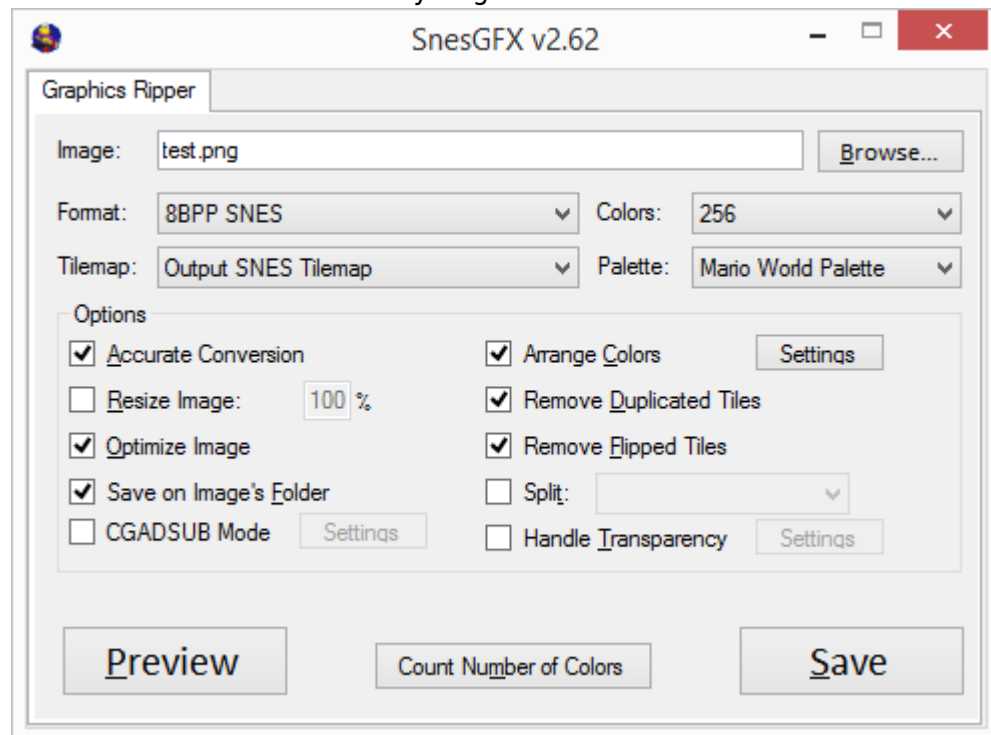 SnesGFX v2.62
Graphics Ripper
Image: test.png Browse...
Format: 8BPP SNES Colors: 256
Tilemap: Output SNES Tilemap Palette: Mario World Palette
Options
Accurate Conversion Arrange Colors Settings
Resize Image: 100 % Remove Duplicated Tiles
Optimize Image Remove Flipped Tiles
Save on Image's Folder Split:
CGADSUB Mode Settings Handle Transparency Settings
Preview Count Number of Colors Save